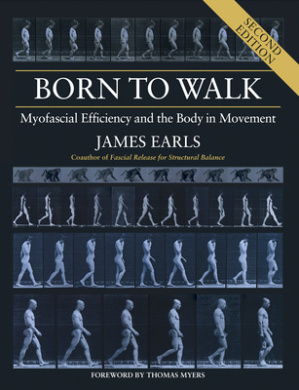 SECOND
EDITION
BORN TO WALK
Myofascial Efficiency and the Body in Movement
JAMES EARLS
Coauthor of Fascial Release for Structural Balance
FOREWORD BY THOMAS MYERS